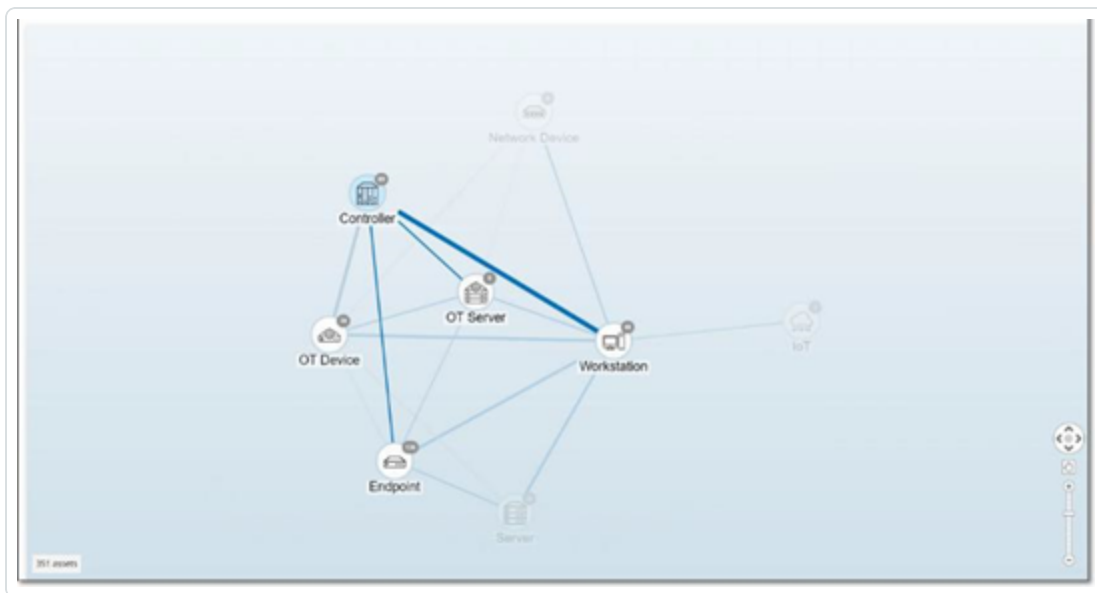 Network Device
Controller
OT Server
IoT
OT Device
Workstation
Endpoint
Server
351 assets